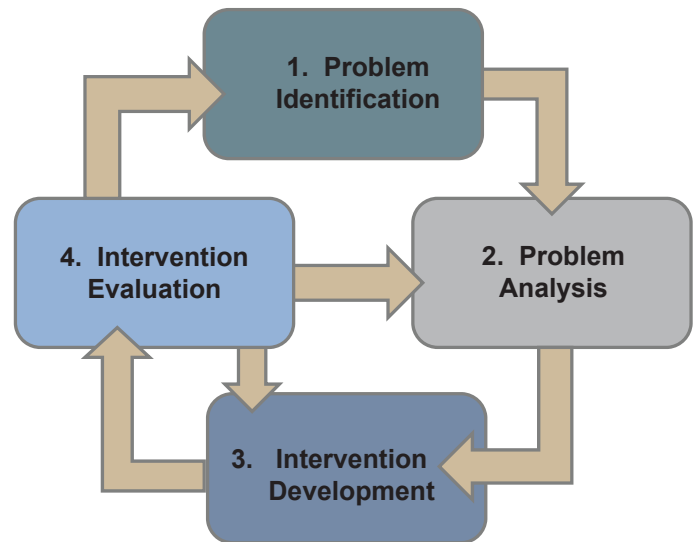 1. Problem
Identification
2. Problem
Analysis
3. Intervention
Development
4. Intervention
Evaluation